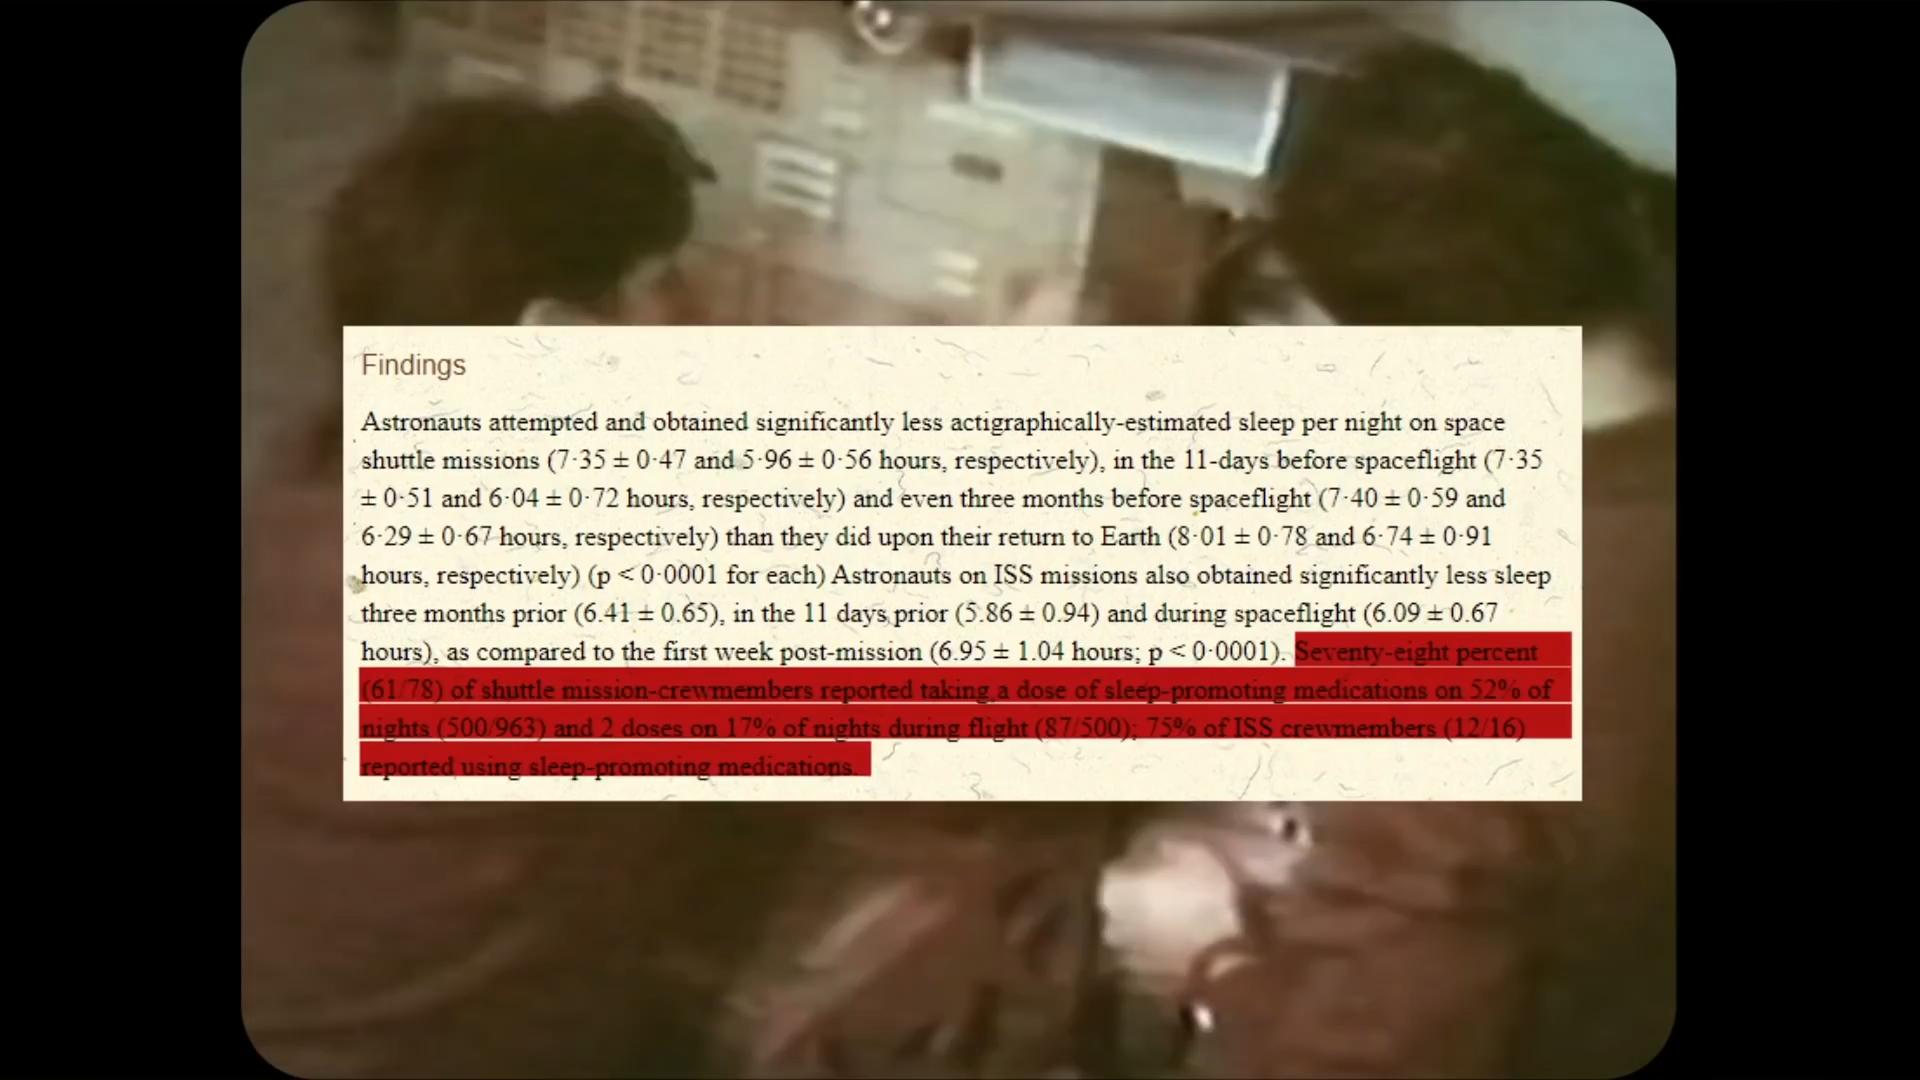 Findings
Astronauts attempted and obtained significantly less actigraphically-estimated sleep per night on space
shuttle missions (7·35 ± 0·47 and 5·96 ± 0·56 hours, respectively), in the 11-days before spaceflight (7·35
± 0·51 and 6·04 ± 0·72 hours, respectively) and even three months before spaceflight (7·40 ± 0·59 and
6·29 ± 0·67 hours, respectively) than they did upon their return to Earth (8·01 ± 0·78 and 6·74 ± 0·91
hours, respectively) (p < 0·0001 for each) Astronauts on ISS missions also obtained significantly less sleep
three months prior (6.41 ± 0.65), in the 11 days prior (5.86 ± 0.94) and during spaceflight (6.09 ± 0.67
hours), as compared to the first week post-mission (6.95 ± 1.04 hours; p < 0·0001). Seventy-eight percent
(61/78) of shuttle mission-crewmembers reported taking a dose of sleep-promoting medications on 52% of
nights (500/963) and 2 doses on 17% of nights during flight (87/500); 75% of ISS crewmembers (12/16)
reported using sleep-promoting medications.